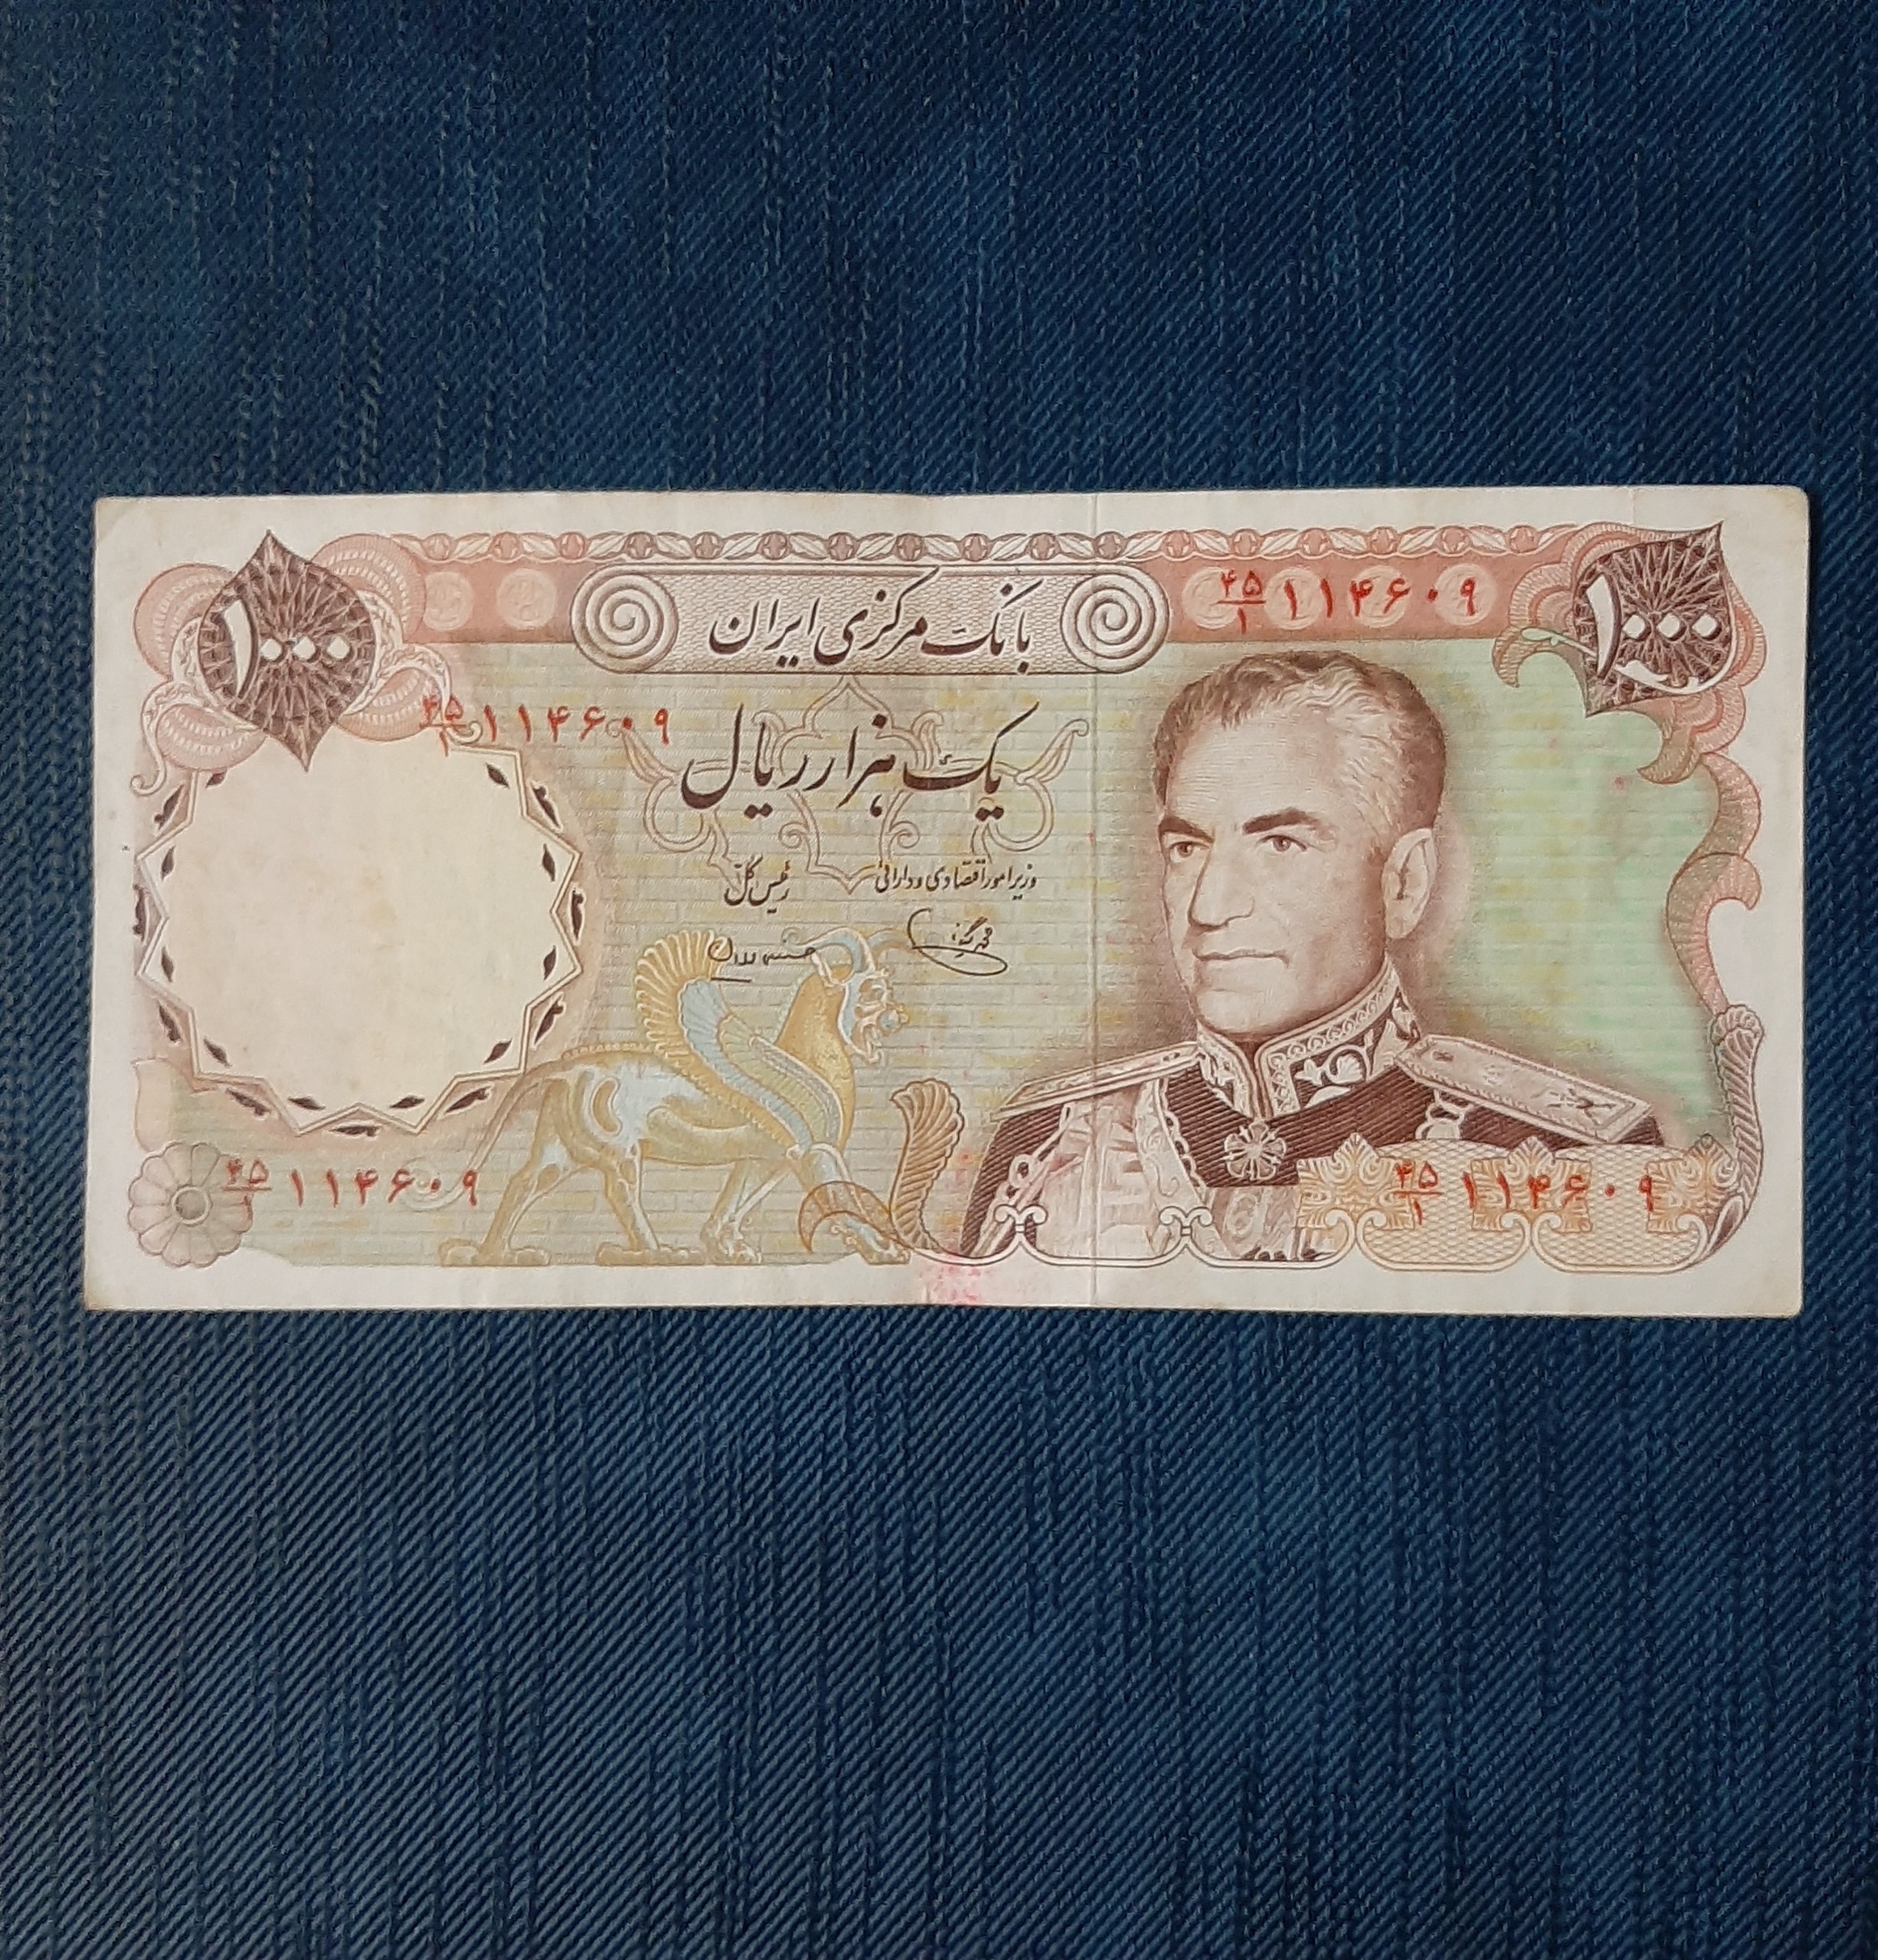 بانک مرکزی ایران
۱۰۰۰
۱۰۰۰
۴۵/۱ ۱۱۴۶۰۹
۴۵/۱ ۱۱۴۶۰۹
یک هزار ریال
وزیر امور اقتصادی و دارائی
رئیس کل
۴۵/۱ ۱۱۴۶۰۹
۴۵/۱ ۱۱۴۶۰۹